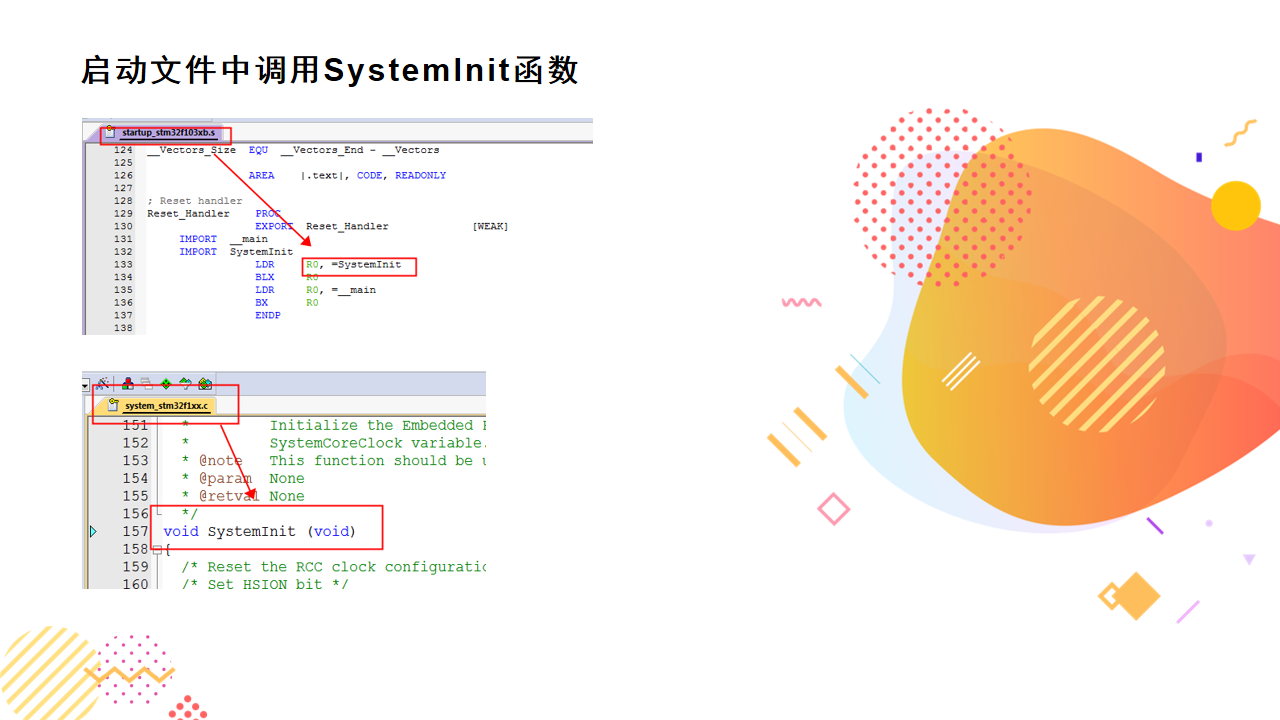 启动文件中调用SystemInit函数
startup_stm32f103xb.s
124 __Vectors_Size EQU __Vectors_End - __Vectors
125
126 AREA |.text|, CODE, READONLY
127
128 ; Reset handler
129 Reset_Handler PROC
130 EXPORT Reset_Handler [WEAK]
131 IMPORT __main
132 IMPORT SystemInit
133 LDR R0, =SystemInit
134 BLX R0
135 LDR R0, =__main
136 BX R0
137 ENDP
138
system_stm32f1xx.c
151 * Initialize the Embedded
152 * SystemCoreClock variable.
153 * @note This function should be
154 * @param None
155 * @retval None
156 */
157 void SystemInit (void)
158 {
159 /* Reset the RCC clock configuratio
160 /* Set HSION bit */